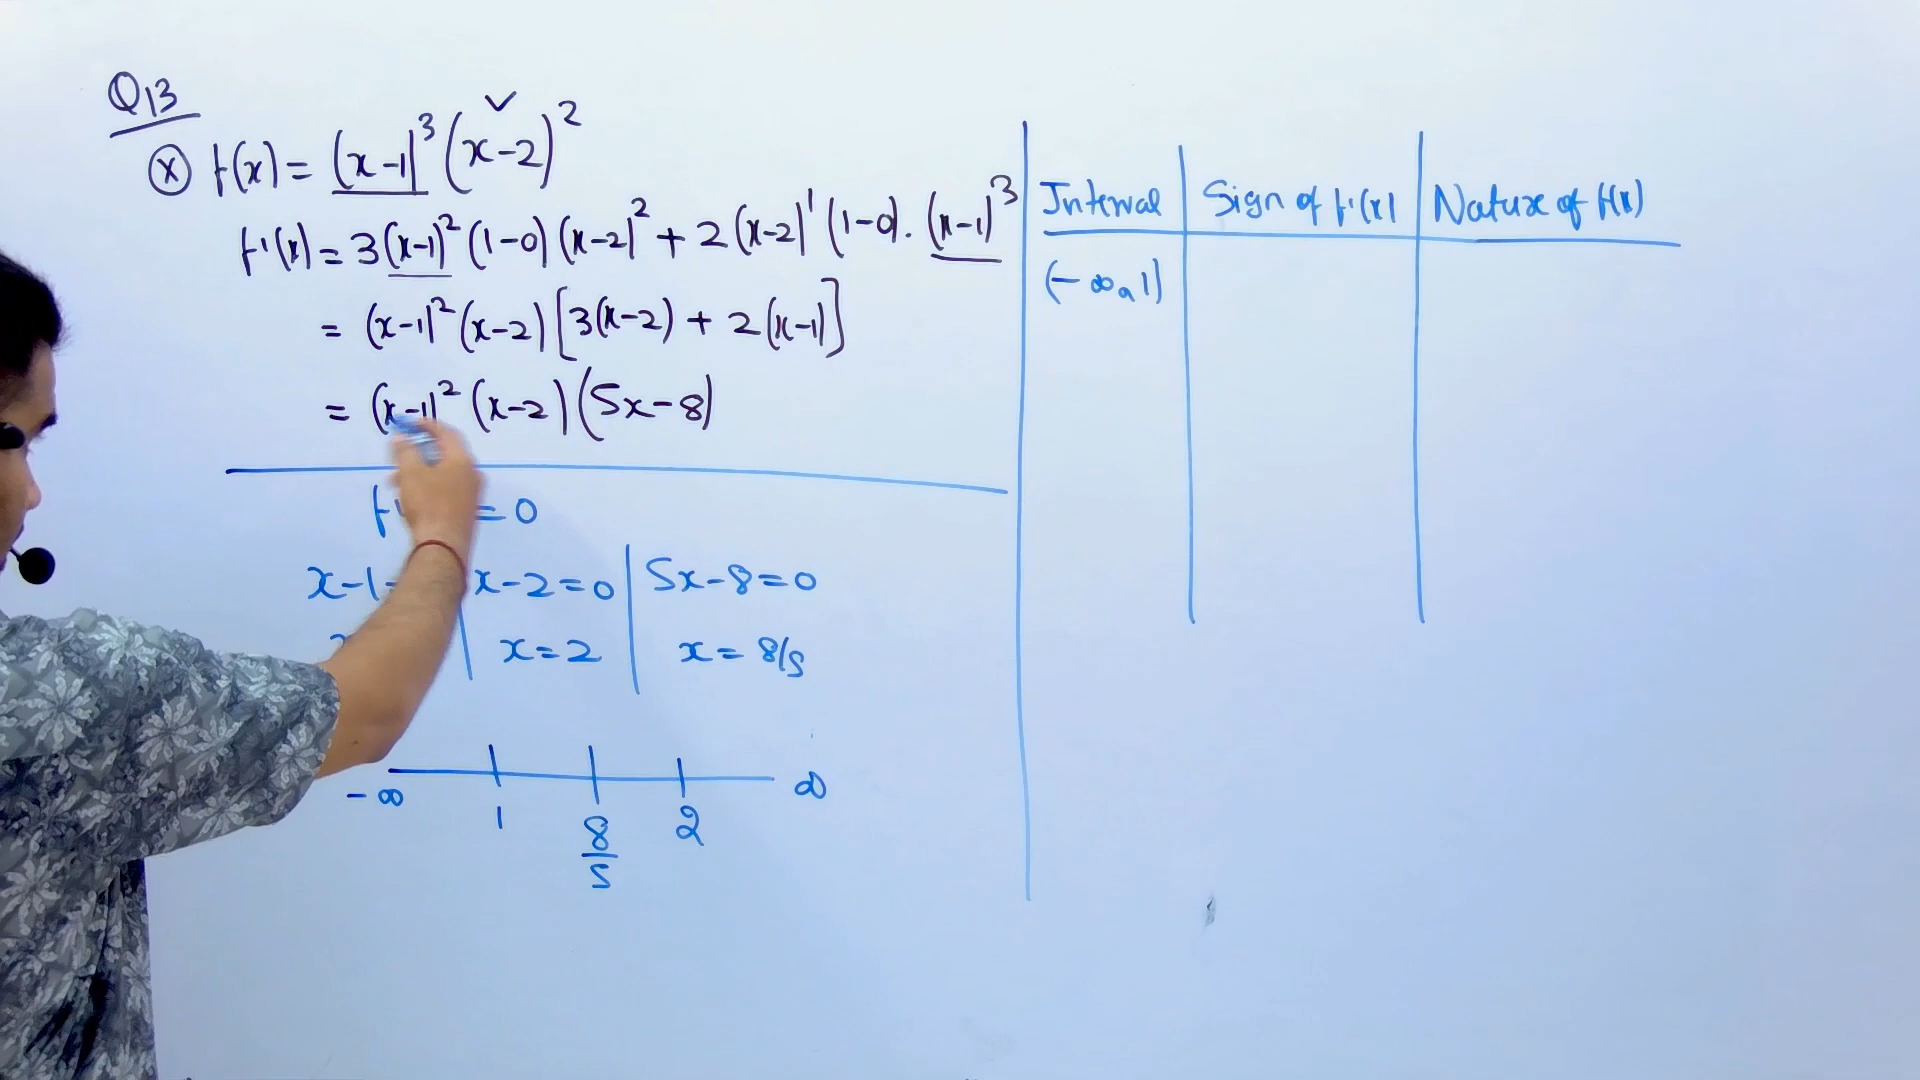 Q13
(x) f(x) = (x-1)^3 (x-2)^2
f'(x) = 3(x-1)^2 (1-0) (x-2)^2 + 2(x-2)^1 (1-0). (x-1)^3
= (x-1)^2 (x-2) [3(x-2) + 2(x-1)]
= (x-1)^2 (x-2) (5x-8)
= 0
x-1 | x-2=0 | 5x-8=0
x=2 | x = 8/5
-∞ 1 8/5 2 ∞
Interval | Sign of f'(x) | Nature of f(x)
(-∞, 1)